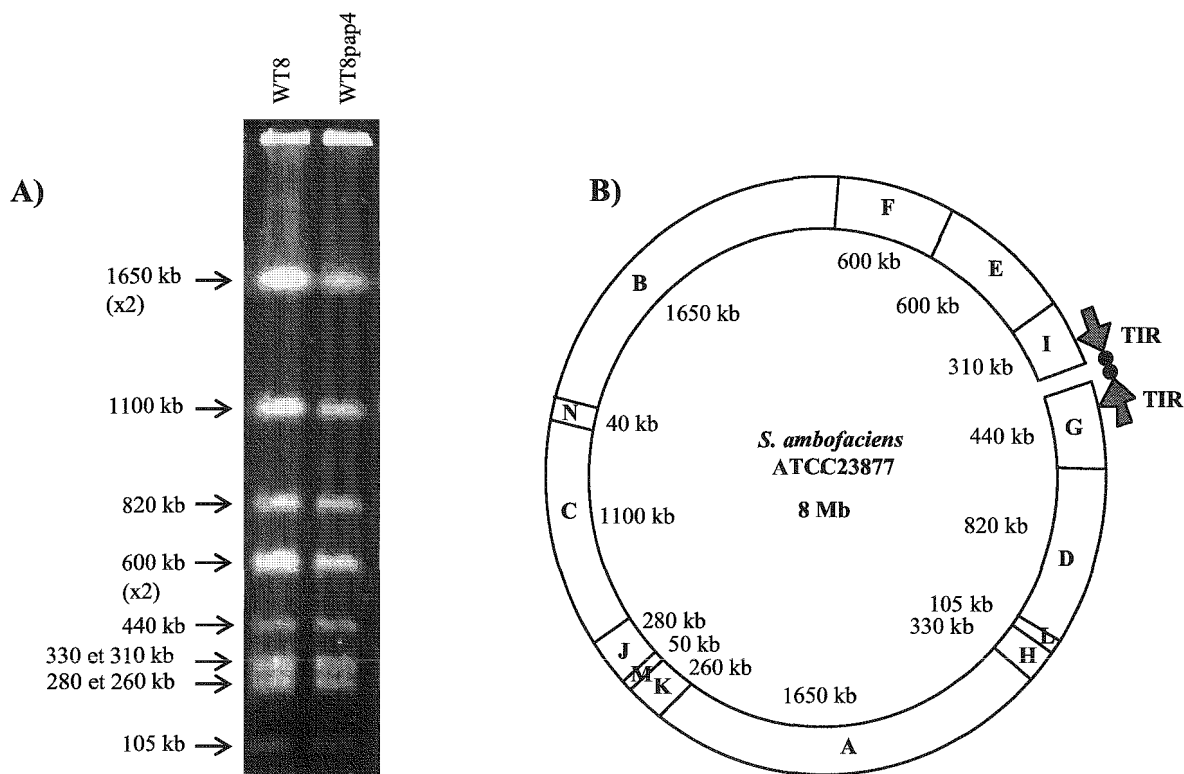 WT8
WT8pap4
A)
1650 kb
(x2)
1100 kb
820 kb
600 kb
(x2)
440 kb
330 et 310 kb
280 et 260 kb
105 kb
B)
F
600 kb
E
600 kb
B
1650 kb
I
310 kb
TIR
TIR
G
440 kb
N
40 kb
S. ambofaciens
ATCC23877
8 Mb
C
1100 kb
820 kb
D
105 kb
L
330 kb
H
280 kb
J
50 kb
M
260 kb
K
1650 kb
A